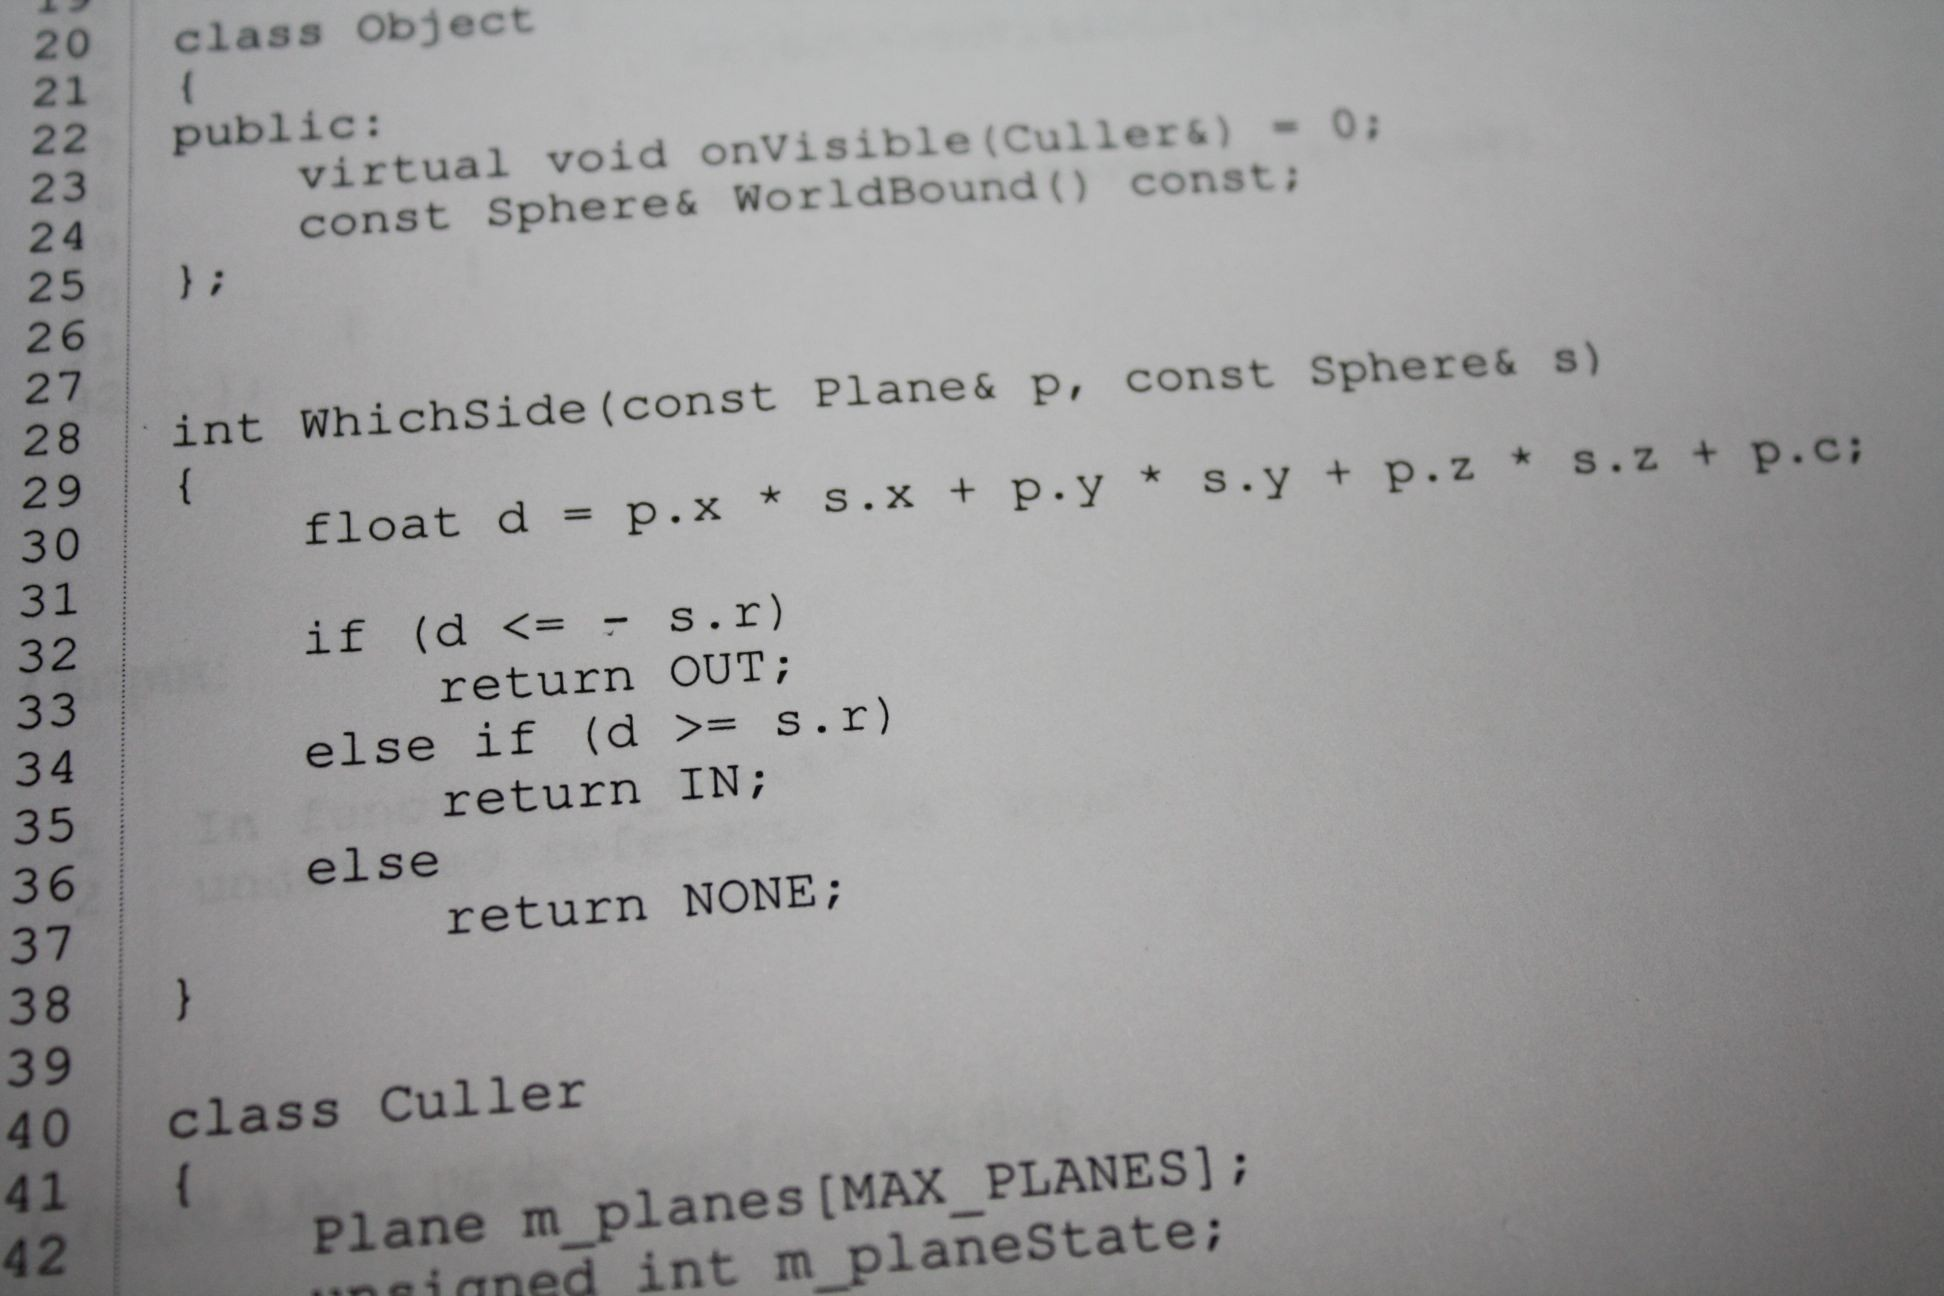 19
20 class Object
21 {
22 public:
23 virtual void onVisible(Culler&) = 0;
24 const Sphere& WorldBound() const;
25 };
26
27
28 int WhichSide(const Plane& p, const Sphere& s)
29 {
30 float d = p.x * s.x + p.y * s.y + p.z * s.z + p.c;
31
32 if (d <= - s.r)
33 return OUT;
34 else if (d >= s.r)
35 return IN;
36 else
37 return NONE;
38 }
39
40 class Culler
41 {
42 Plane m_planes[MAX_PLANES];
unsigned int m_planeState;